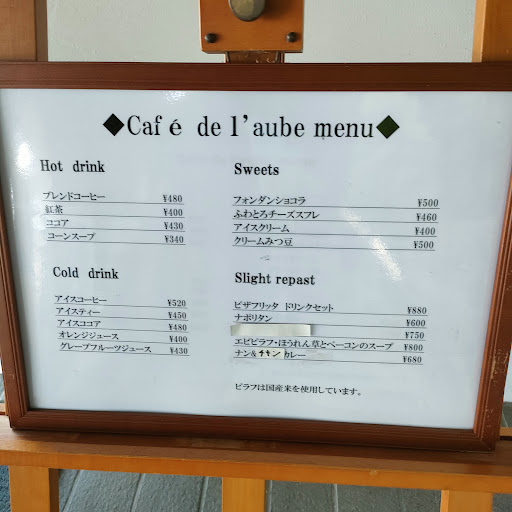 ◆Café de l'aube menu◆
Hot drink
ブレンドコーヒー ¥480
紅茶 ¥400
ココア ¥430
コーンスープ ¥340
Cold drink
アイスコーヒー ¥520
アイスティー ¥450
アイスココア ¥480
オレンジジュース ¥400
グレープフルーツジュース ¥430
Sweets
フォンダンショコラ ¥500
ふわとろチーズスフレ ¥460
アイスクリーム ¥400
クリームみつ豆 ¥500
Slight repast
ピザフリッタ ドリンクセット ¥880
ナポリタン ¥600
¥750
エビピラフ・ほうれん草とベーコンのスープ ¥800
ナン&チキンカレー ¥680
ピラフは国産米を使用しています。